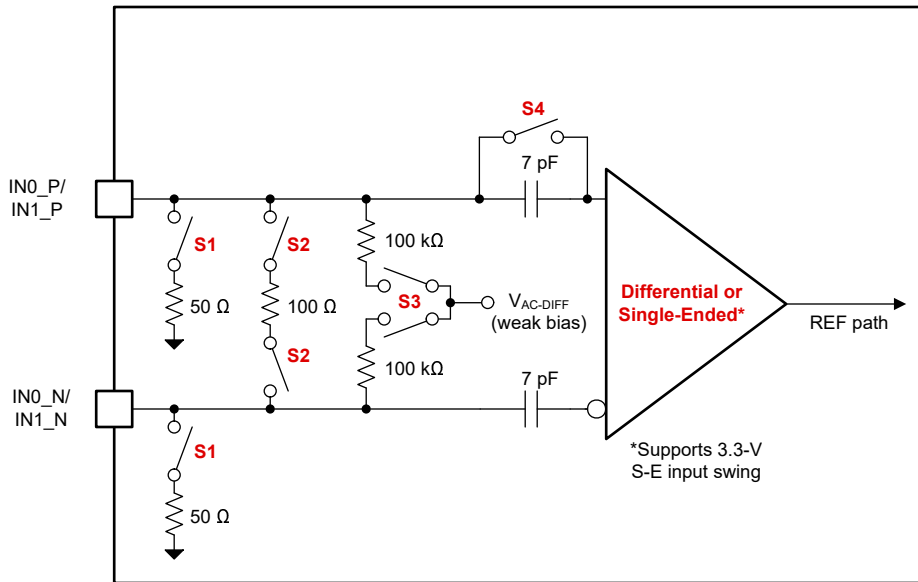 S4
7 pF
IN0_P/
IN1_P
S1
S2
100 kΩ
50 Ω
100 Ω
S3
V_AC-DIFF
(weak bias)
Differential or
Single-Ended*
REF path
S2
100 kΩ
7 pF
IN0_N/
IN1_N
S1
50 Ω
*Supports 3.3-V
S-E input swing